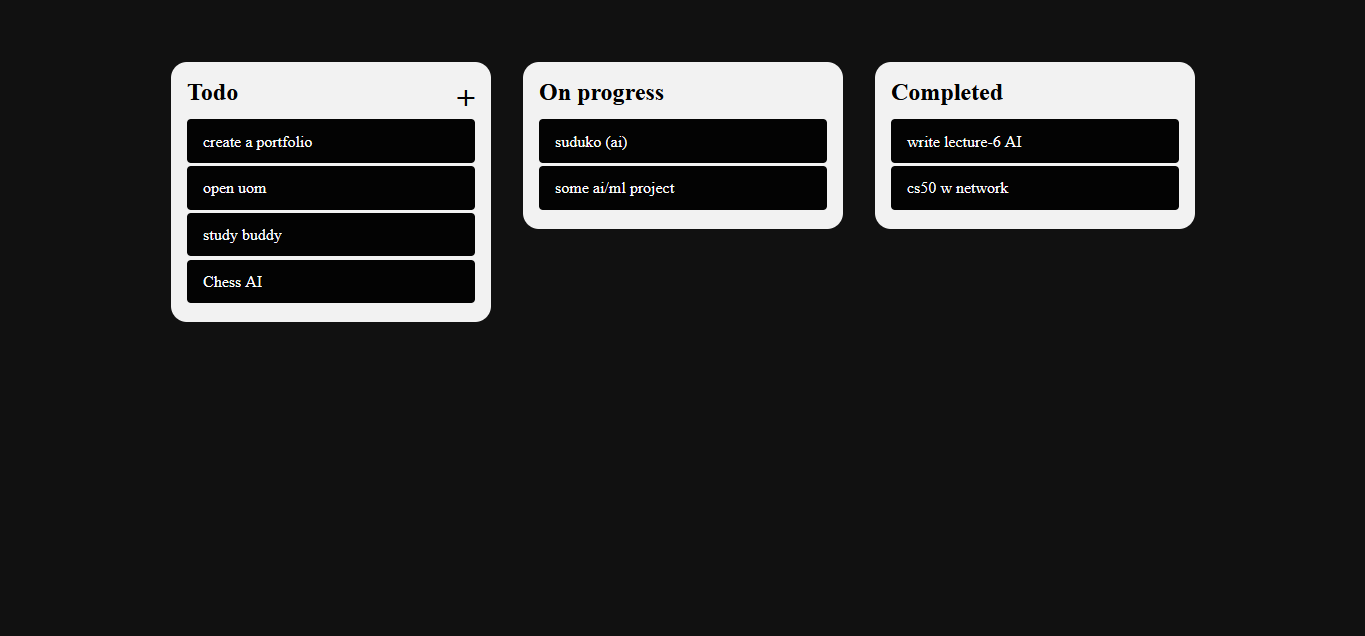 Todo
+
create a portfolio
open uom
study buddy
Chess AI
On progress
suduko (ai)
some ai/ml project
Completed
write lecture-6 AI
cs50 w network